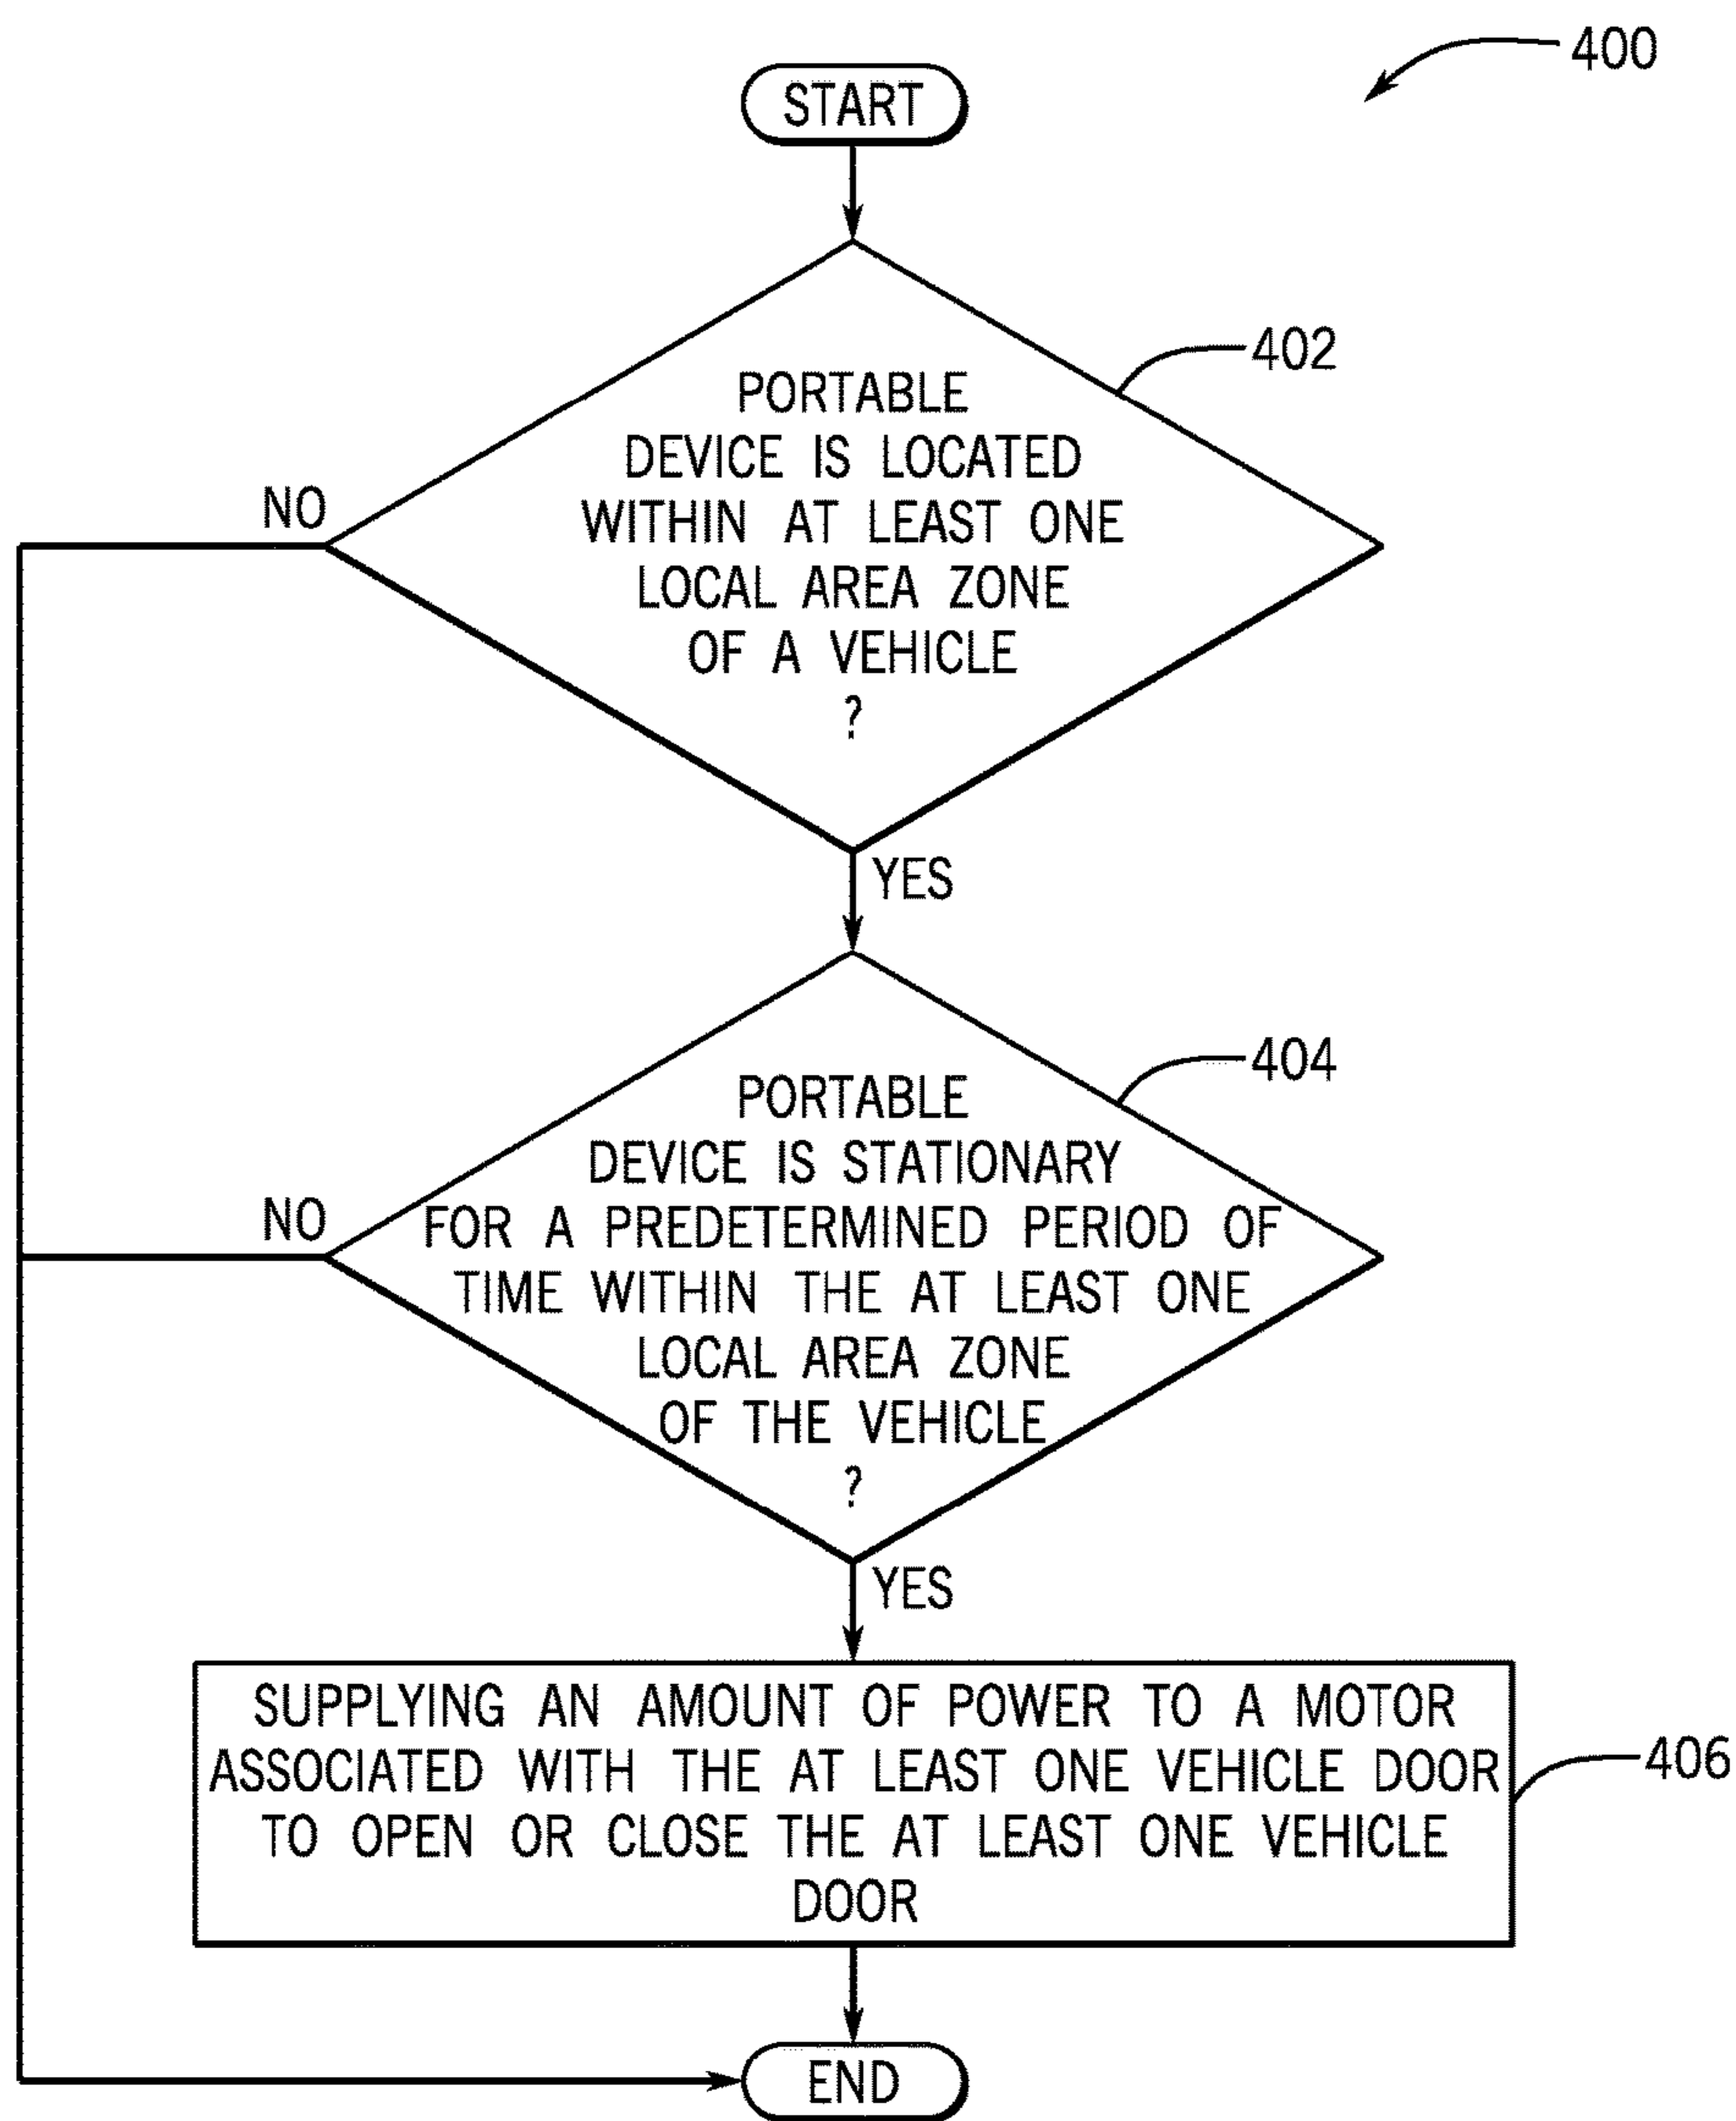 400
START
402
PORTABLE
DEVICE IS LOCATED
WITHIN AT LEAST ONE
LOCAL AREA ZONE
OF A VEHICLE
?
NO
YES
404
PORTABLE
DEVICE IS STATIONARY
FOR A PREDETERMINED PERIOD OF
TIME WITHIN THE AT LEAST ONE
LOCAL AREA ZONE
OF THE VEHICLE
?
NO
YES
SUPPLYING AN AMOUNT OF POWER TO A MOTOR
ASSOCIATED WITH THE AT LEAST ONE VEHICLE DOOR
TO OPEN OR CLOSE THE AT LEAST ONE VEHICLE
DOOR
406
END